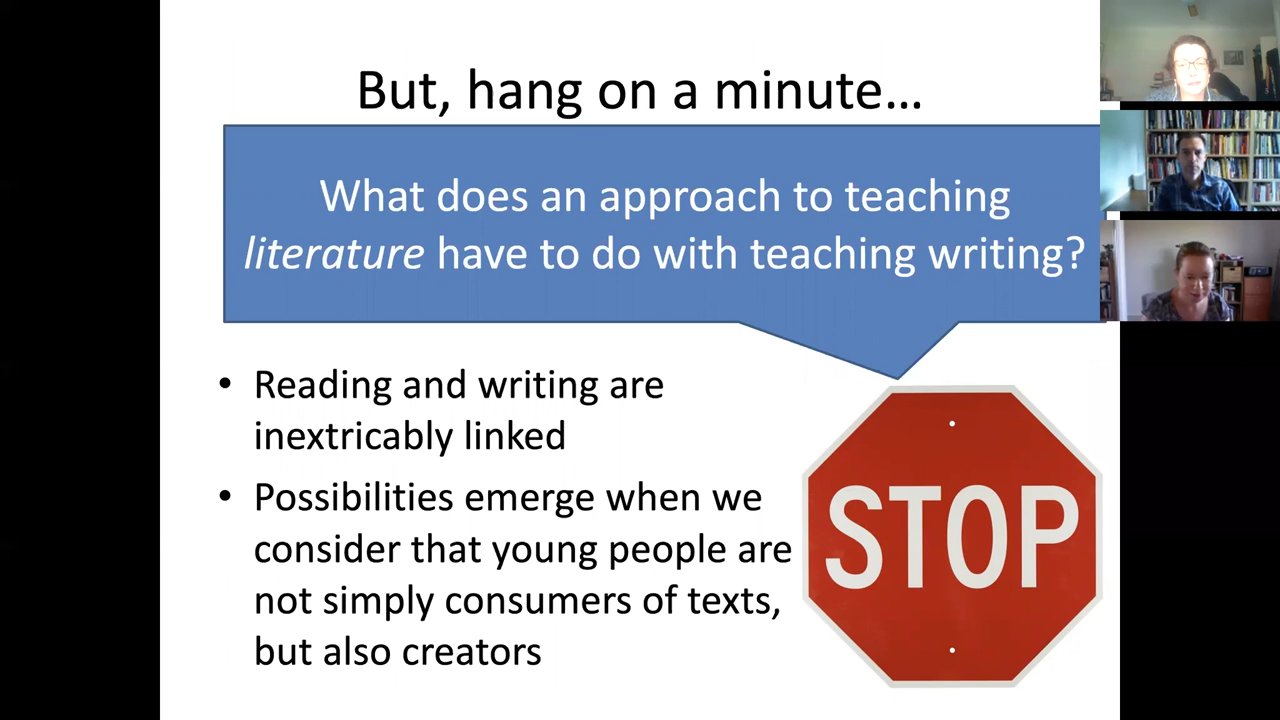 But, hang on a minute…
What does an approach to teaching
literature have to do with teaching writing?
• Reading and writing are
inextricably linked
• Possibilities emerge when we
consider that young people are
not simply consumers of texts,
but also creators
STOP